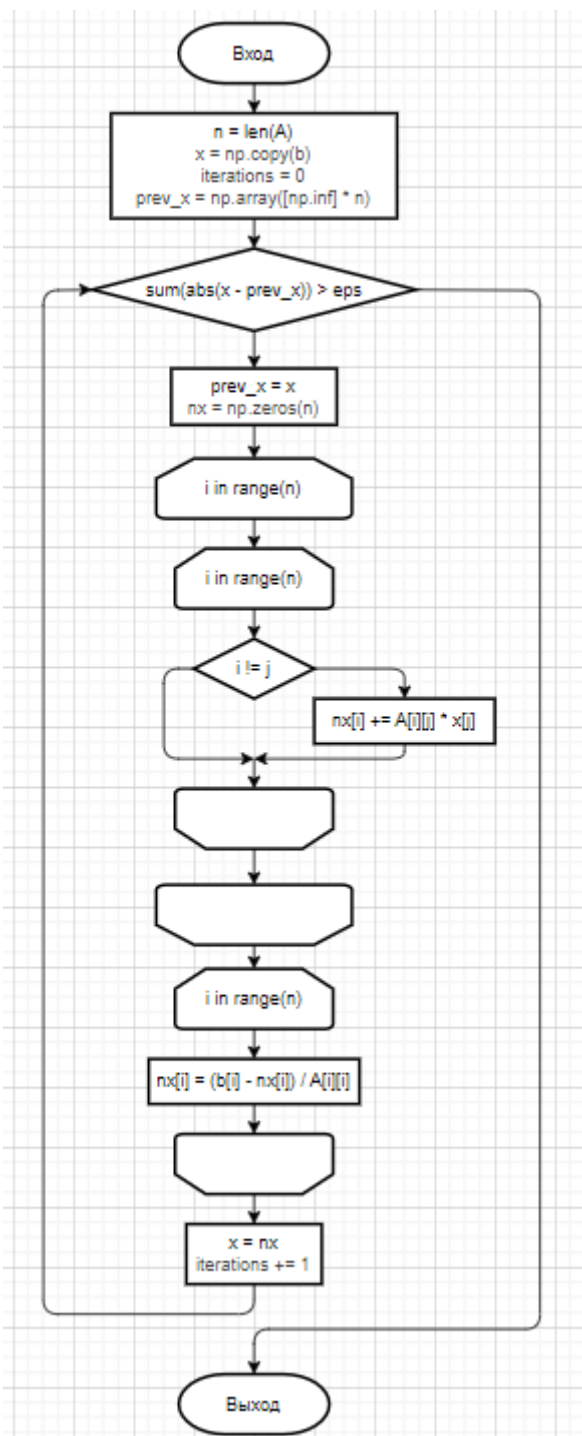 Вход
n = len(A)
x = np.copy(b)
iterations = 0
prev_x = np.array([np.inf] * n)
sum(abs(x - prev_x)) > eps
prev_x = x
nx = np.zeros(n)
i in range(n)
i in range(n)
i != j
nx[i] += A[i][j] * x[j]
i in range(n)
nx[i] = (b[i] - nx[i]) / A[i][i]
x = nx
iterations += 1
Выход